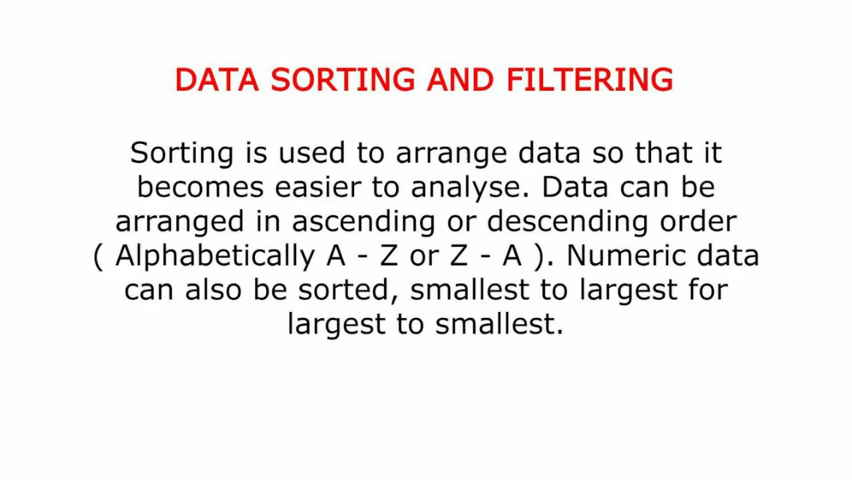 DATA SORTING AND FILTERING
Sorting is used to arrange data so that it
becomes easier to analyse. Data can be
arranged in ascending or descending order
( Alphabetically A - Z or Z - A ). Numeric data
can also be sorted, smallest to largest for
largest to smallest.